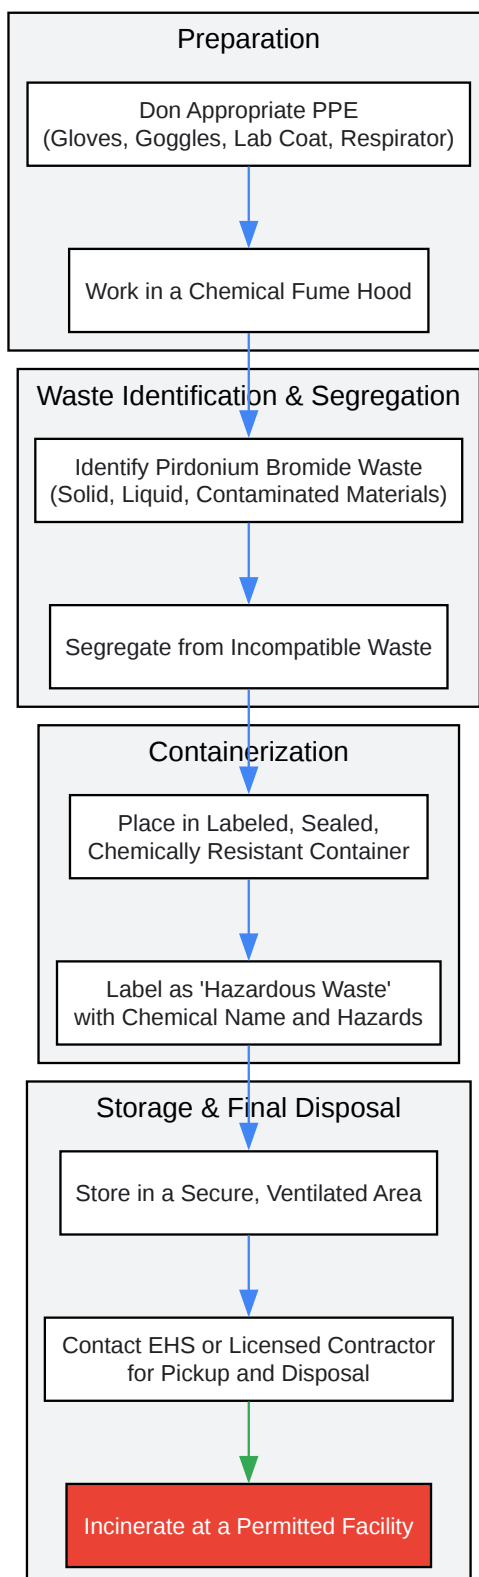 Preparation
Don Appropriate PPE
(Gloves, Goggles, Lab Coat, Respirator)
Work in a Chemical Fume Hood
Waste Identification & Segregation
Identify Pirdonium Bromide Waste
(Solid, Liquid, Contaminated Materials)
Segregate from Incompatible Waste
Containerization
Place in Labeled, Sealed,
Chemically Resistant Container
Label as 'Hazardous Waste'
with Chemical Name and Hazards
Storage & Final Disposal
Store in a Secure, Ventilated Area
Contact EHS or Licensed Contractor
for Pickup and Disposal
Incinerate at a Permitted Facility